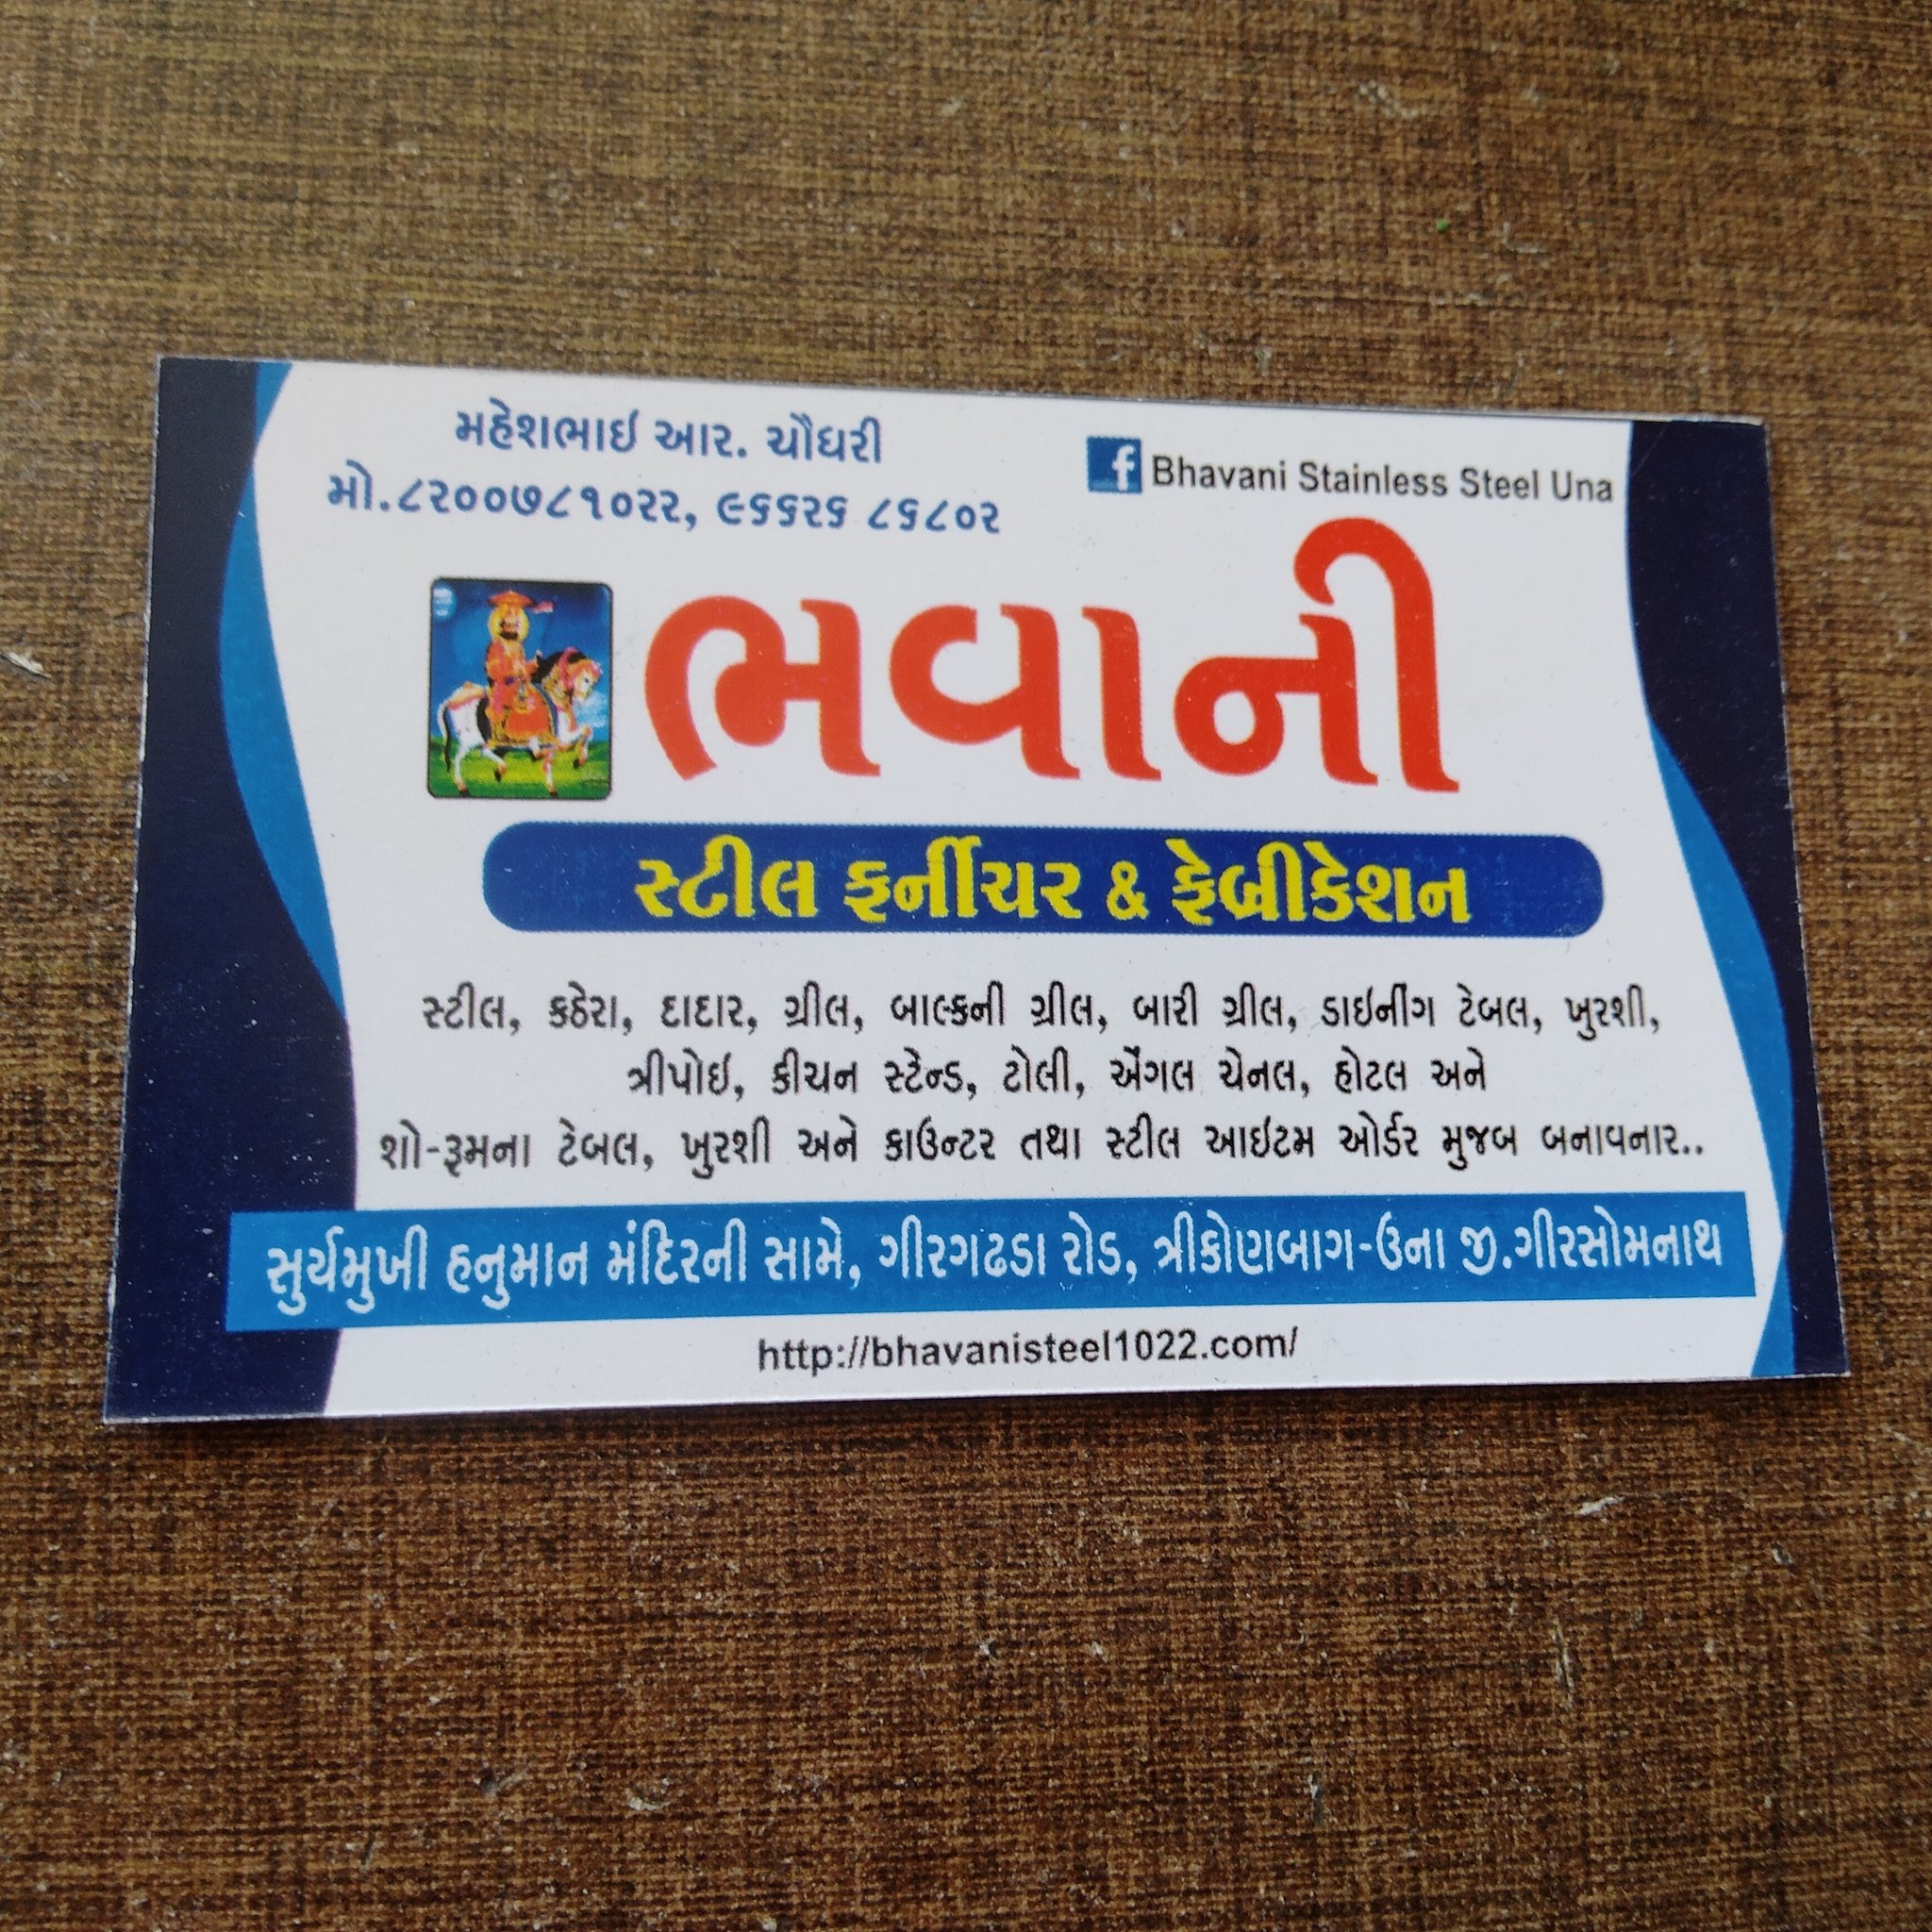 મહેશભાઇ આર. ચૌધરી
મો.૮૨૦૦૭૮૧૦૨૨, ૯૬૬૨૬ ૮૬૮૦૨
Bhavani Stainless Steel Una
ભવાની
સ્ટીલ ફર્નીચર & ફેબ્રીકેશન
સ્ટીલ, કઠેરા, દાદાર, ગ્રીલ, બાલ્કની ગ્રીલ, બારી ગ્રીલ, ડાઇનીંગ ટેબલ, ખુરશી,
ત્રીપોઇ, કીચન સ્ટેન્ડ, ટોલી, ઍંગલ ચેનલ, હોટલ અને
શો-રૂમના ટેબલ, ખુરશી અને કાઉન્ટર તથા સ્ટીલ આઇટમ ઓર્ડર મુજબ બનાવનાર..
સુર્યમુખી હનુમાન મંદિરની સામે, ગીરગઢડા રોડ, ત્રીકોણબાગ-ઉના જી.ગીરસોમનાથ
http://bhavanisteel1022.com/